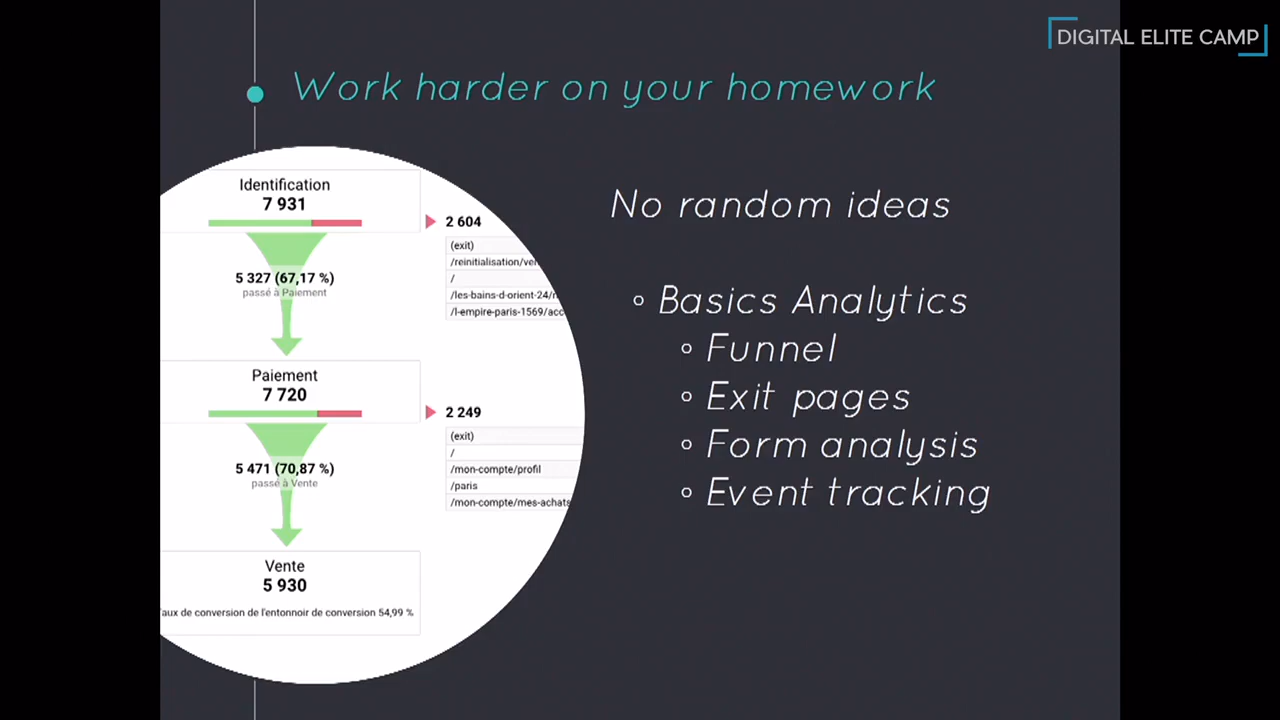 DIGITAL ELITE CAMP
Work harder on your homework
Identification
7 931
2 604
(exit)
/reinitialisation/
/
/les-bains-d-orient-24/
/l-empire-paris-1569/
5 327 (67,17 %)
passé à Paiement
Paiement
7 720
2 249
(exit)
/
/mon-compte/profil
/paris
/mon-compte/mes-achats
5 471 (70,87 %)
passé à Vente
Vente
5 930
aux de conversion de l'entonnoir de conversion 54,99 %
No random ideas
Basics Analytics
Funnel
Exit pages
Form analysis
Event tracking